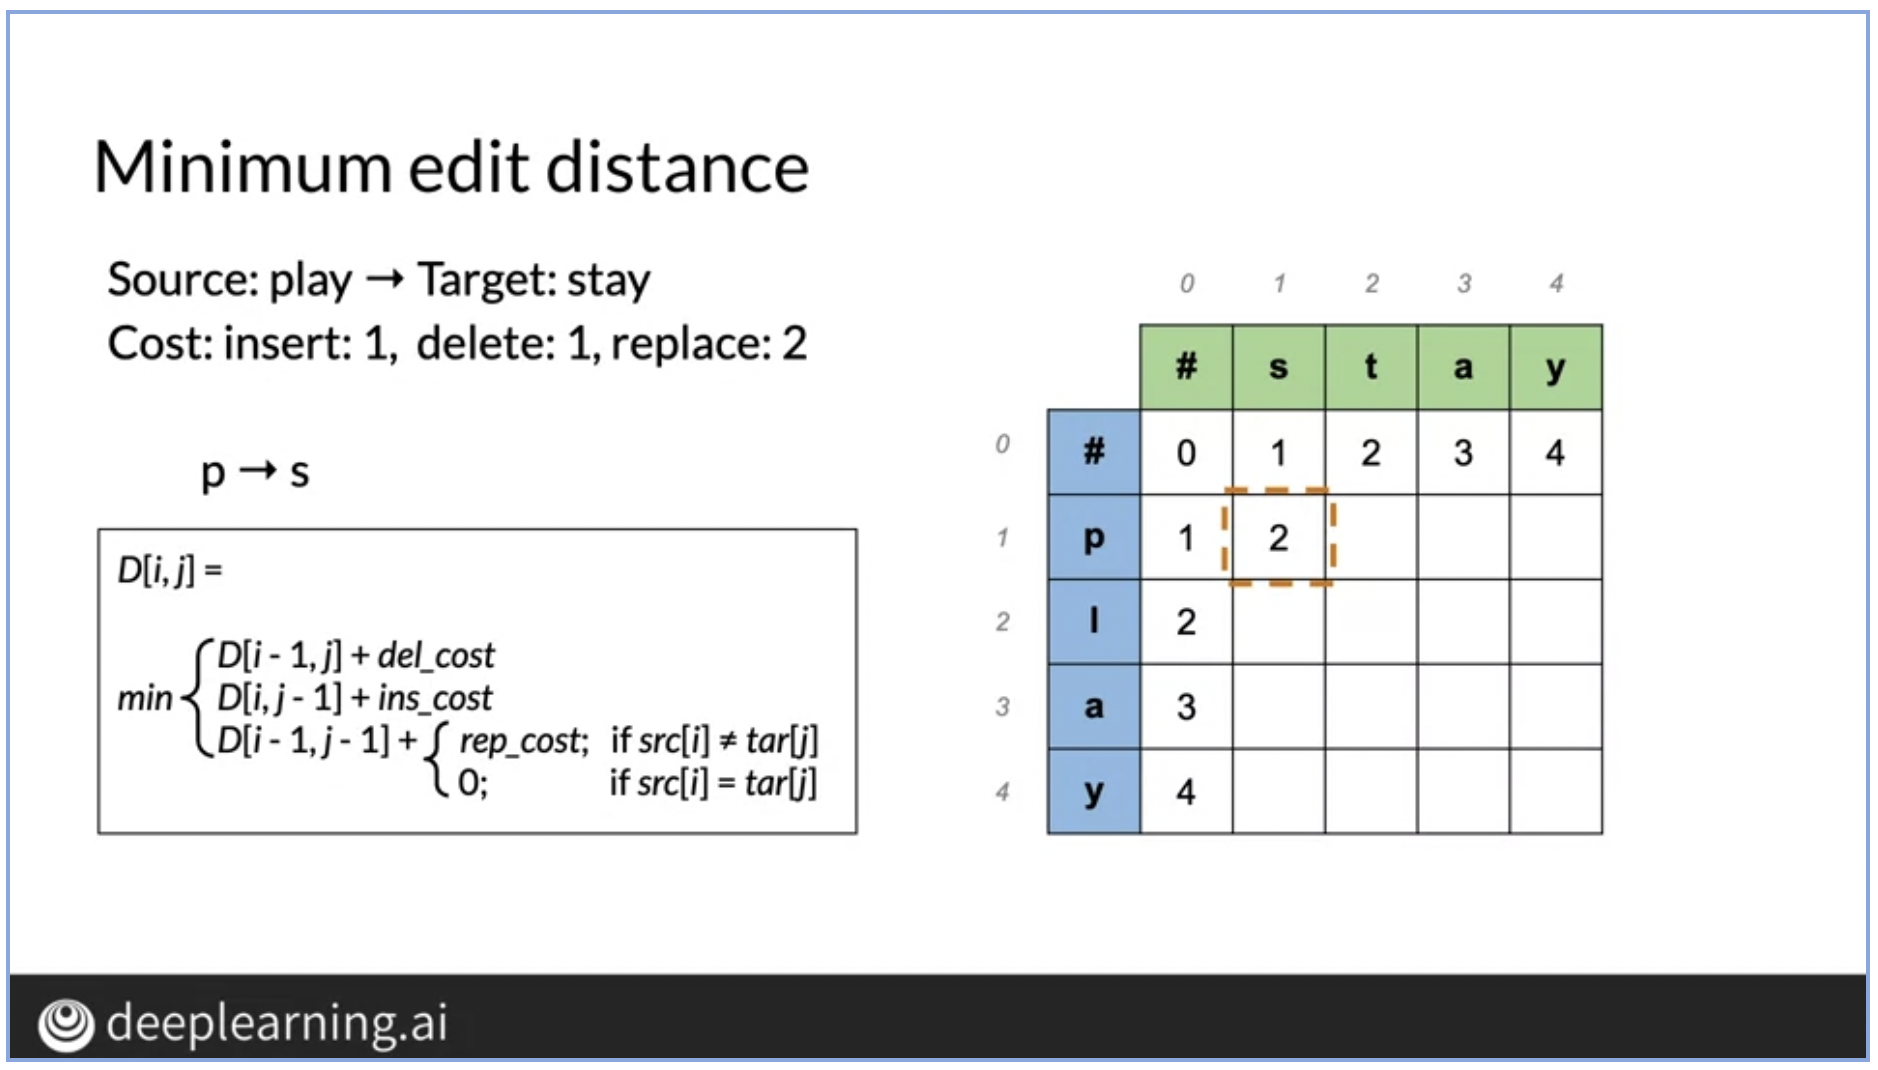 Minimum edit distance
Source: play → Target: stay
Cost: insert: 1, delete: 1, replace: 2
p → s
D[i, j] =
min
D[i - 1, j] + del_cost
D[i, j - 1] + ins_cost
D[i - 1, j - 1] + rep_cost; if src[i] ≠ tar[j]
0; if src[i] = tar[j]
0 1 2 3 4
# s t a y
0 # 0 1 2 3 4
1 p 1 2
2 l 2
3 a 3
4 y 4
deeplearning.ai